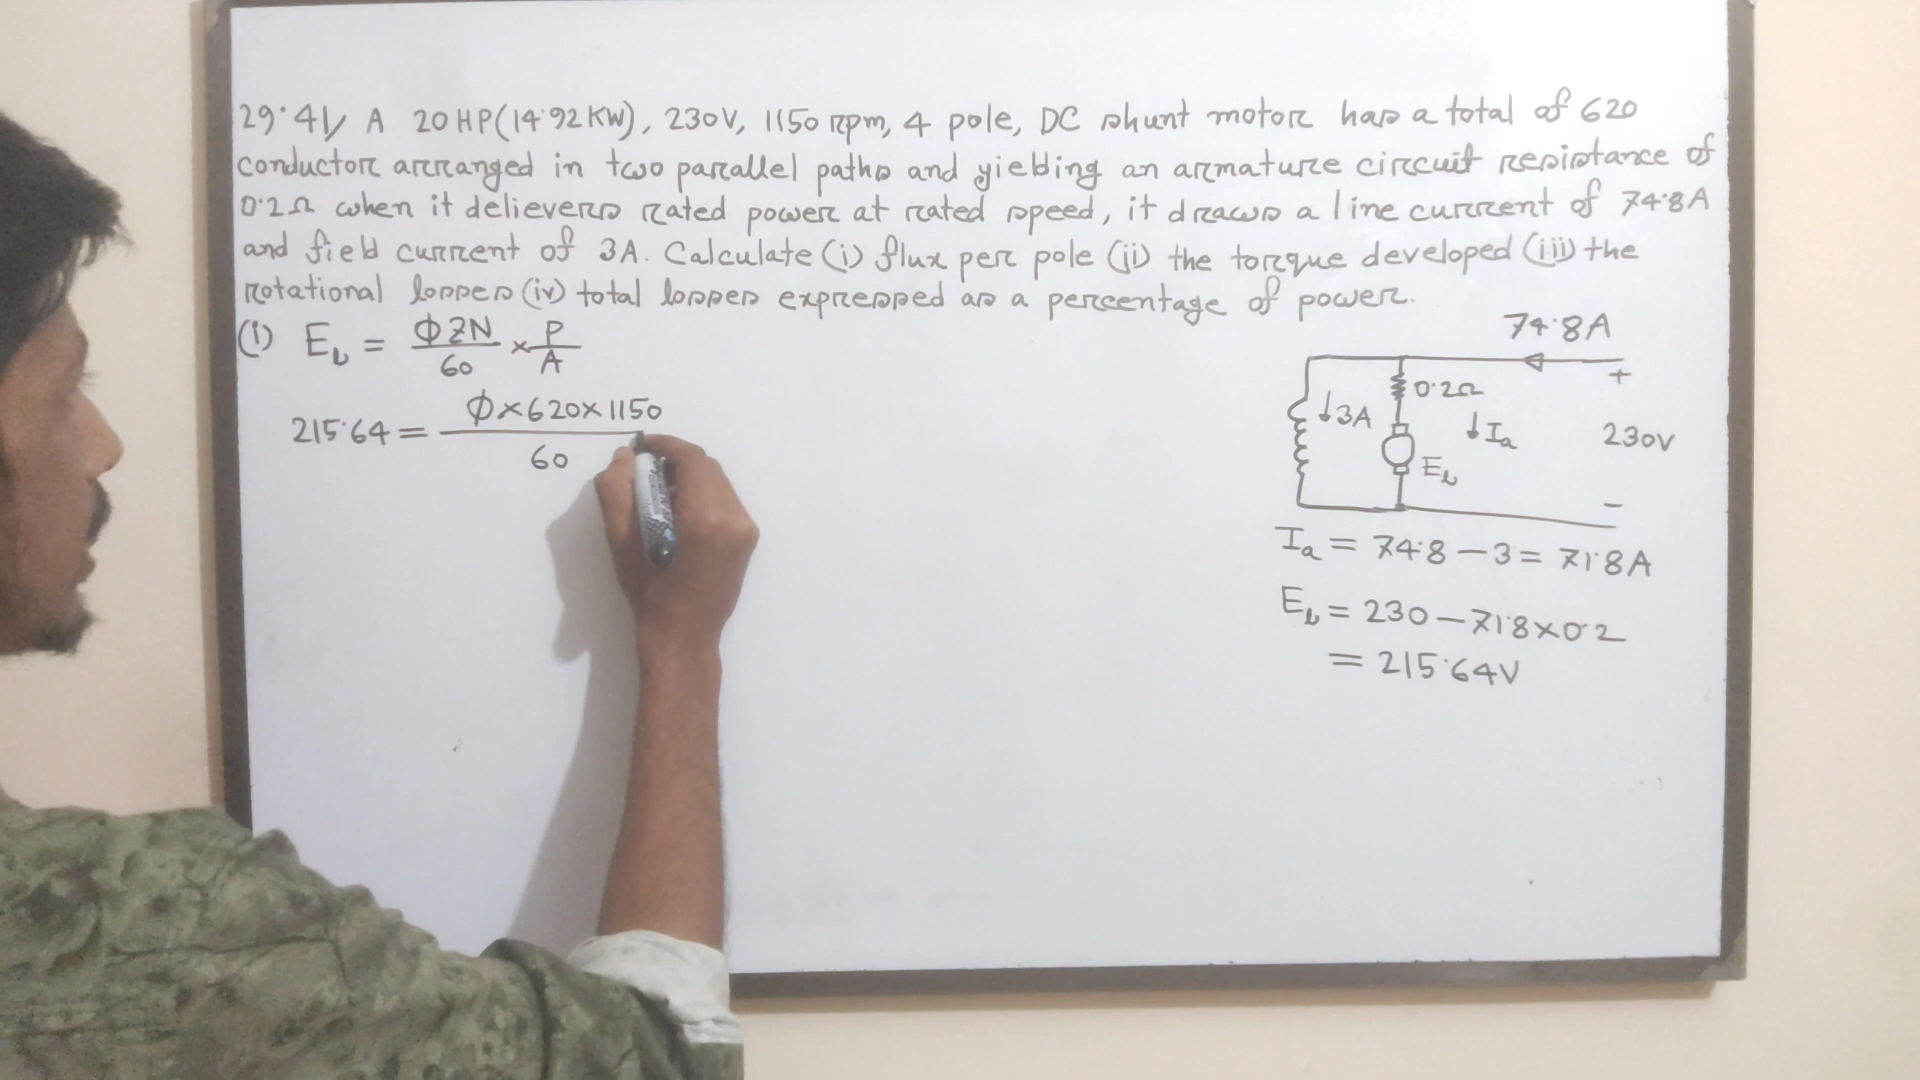 29.41/ A 20 HP (14.92 KW), 230V, 1150 rpm, 4 pole, DC shunt motor has a total of 620
conductor arranged in two parallel paths and yielding an armature circuit resistance of
0.2Ω when it delievers rated power at rated speed, it draws a line current of 74.8A
and field current of 3A. Calculate (i) flux per pole (ii) the torque developed (iii) the
rotational losses (iv) total losses expressed as a percentage of power.
(i) E_b = ΦZN/60 × P/A
215.64 = Φ×620×1150/60
74.8A
+
0.2Ω
↓3A
↓Ia
230V
E_b
−
Ia = 74.8 − 3 = 71.8A
E_b = 230 − 71.8×0.2
= 215.64V